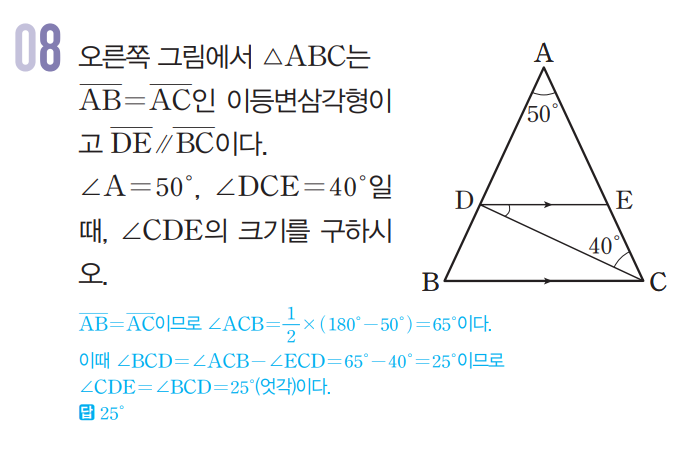 08
오른쪽 그림에서 △ABC는
AB=AC인 이등변삼각형이
고 DE∥BC이다.
∠A=50°, ∠DCE=40°일
때, ∠CDE의 크기를 구하시
오.
A
50°
D
E
40°
B
C
AB=AC이므로 ∠ACB=1/2×(180°-50°)=65°이다.
이때 ∠BCD=∠ACB-∠ECD=65°-40°=25°이므로
∠CDE=∠BCD=25°(엇각)이다.
답 25°